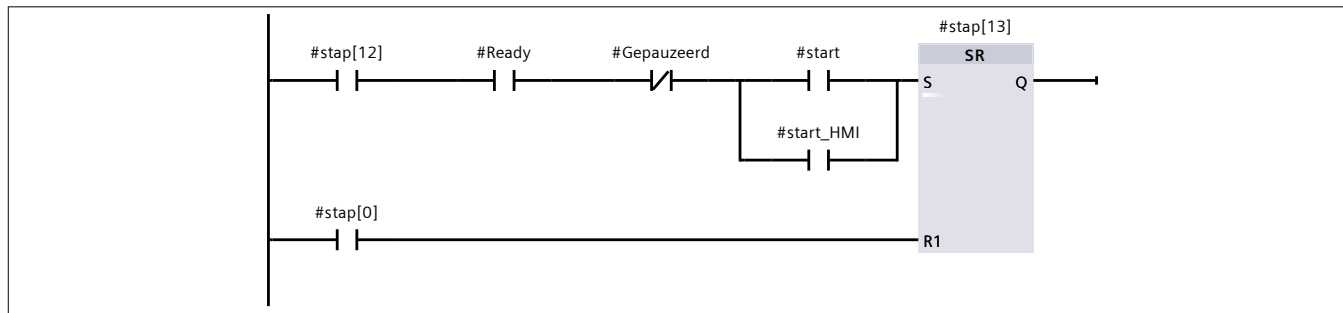 #stap[13]
#stap[12] #Ready #Gepauzeerd #start SR
S Q
#start_HMI
#stap[0]
R1